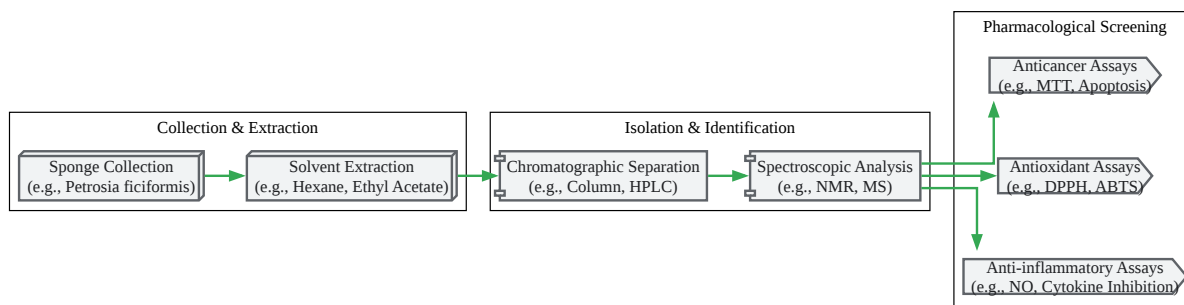 Collection & Extraction
Sponge Collection
(e.g., Petrosia ficiformis)
Solvent Extraction
(e.g., Hexane, Ethyl Acetate)
Isolation & Identification
Chromatographic Separation
(e.g., Column, HPLC)
Spectroscopic Analysis
(e.g., NMR, MS)
Pharmacological Screening
Anticancer Assays
(e.g., MTT, Apoptosis)
Antioxidant Assays
(e.g., DPPH, ABTS)
Anti-inflammatory Assays
(e.g., NO, Cytokine Inhibition)